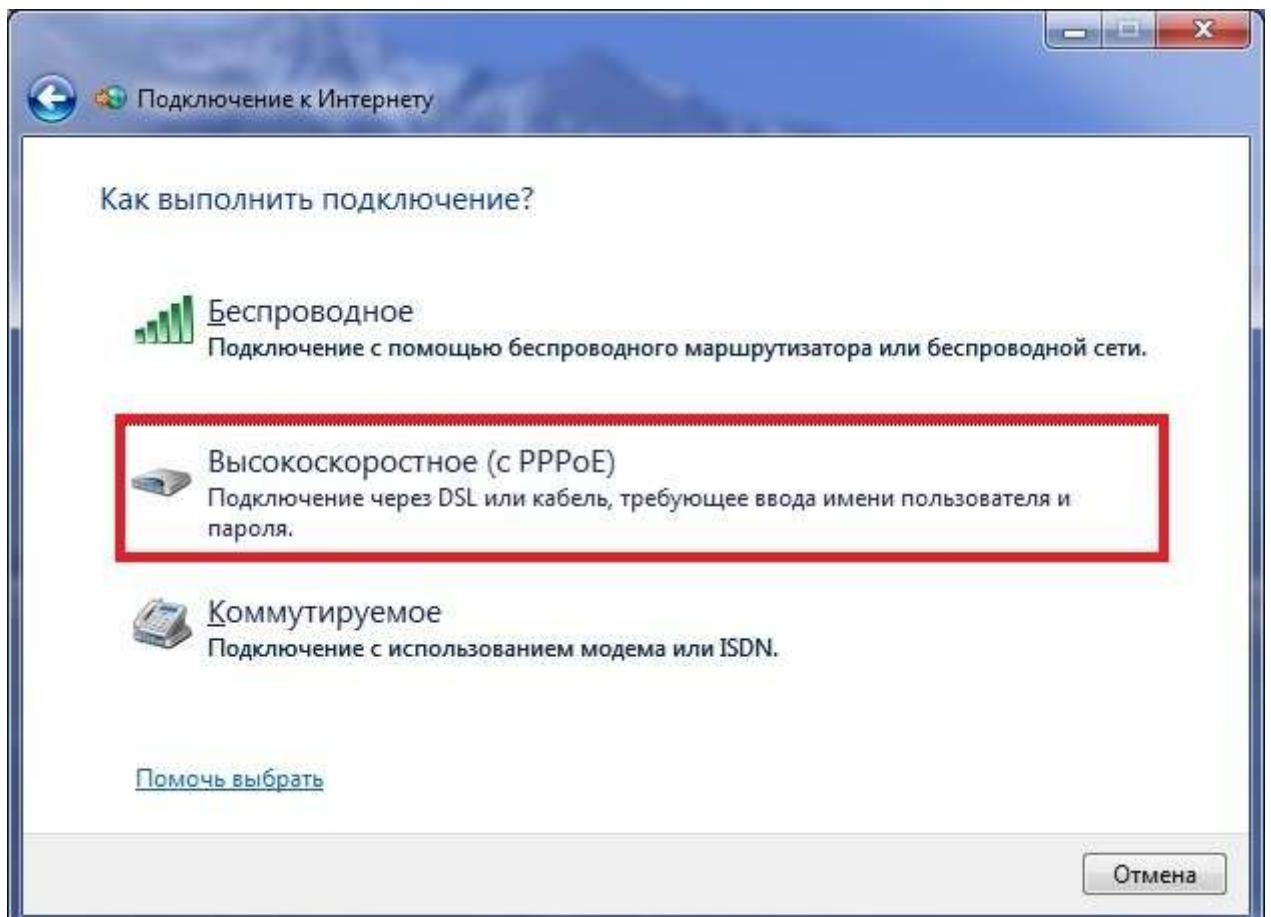 Подключение к Интернету
Как выполнить подключение?
Беспроводное
Подключение с помощью беспроводного маршрутизатора или беспроводной сети.
Высокоскоростное (с PPPoE)
Подключение через DSL или кабель, требующее ввода имени пользователя и
пароля.
Коммутируемое
Подключение с использованием модема или ISDN.
Помочь выбрать
Отмена